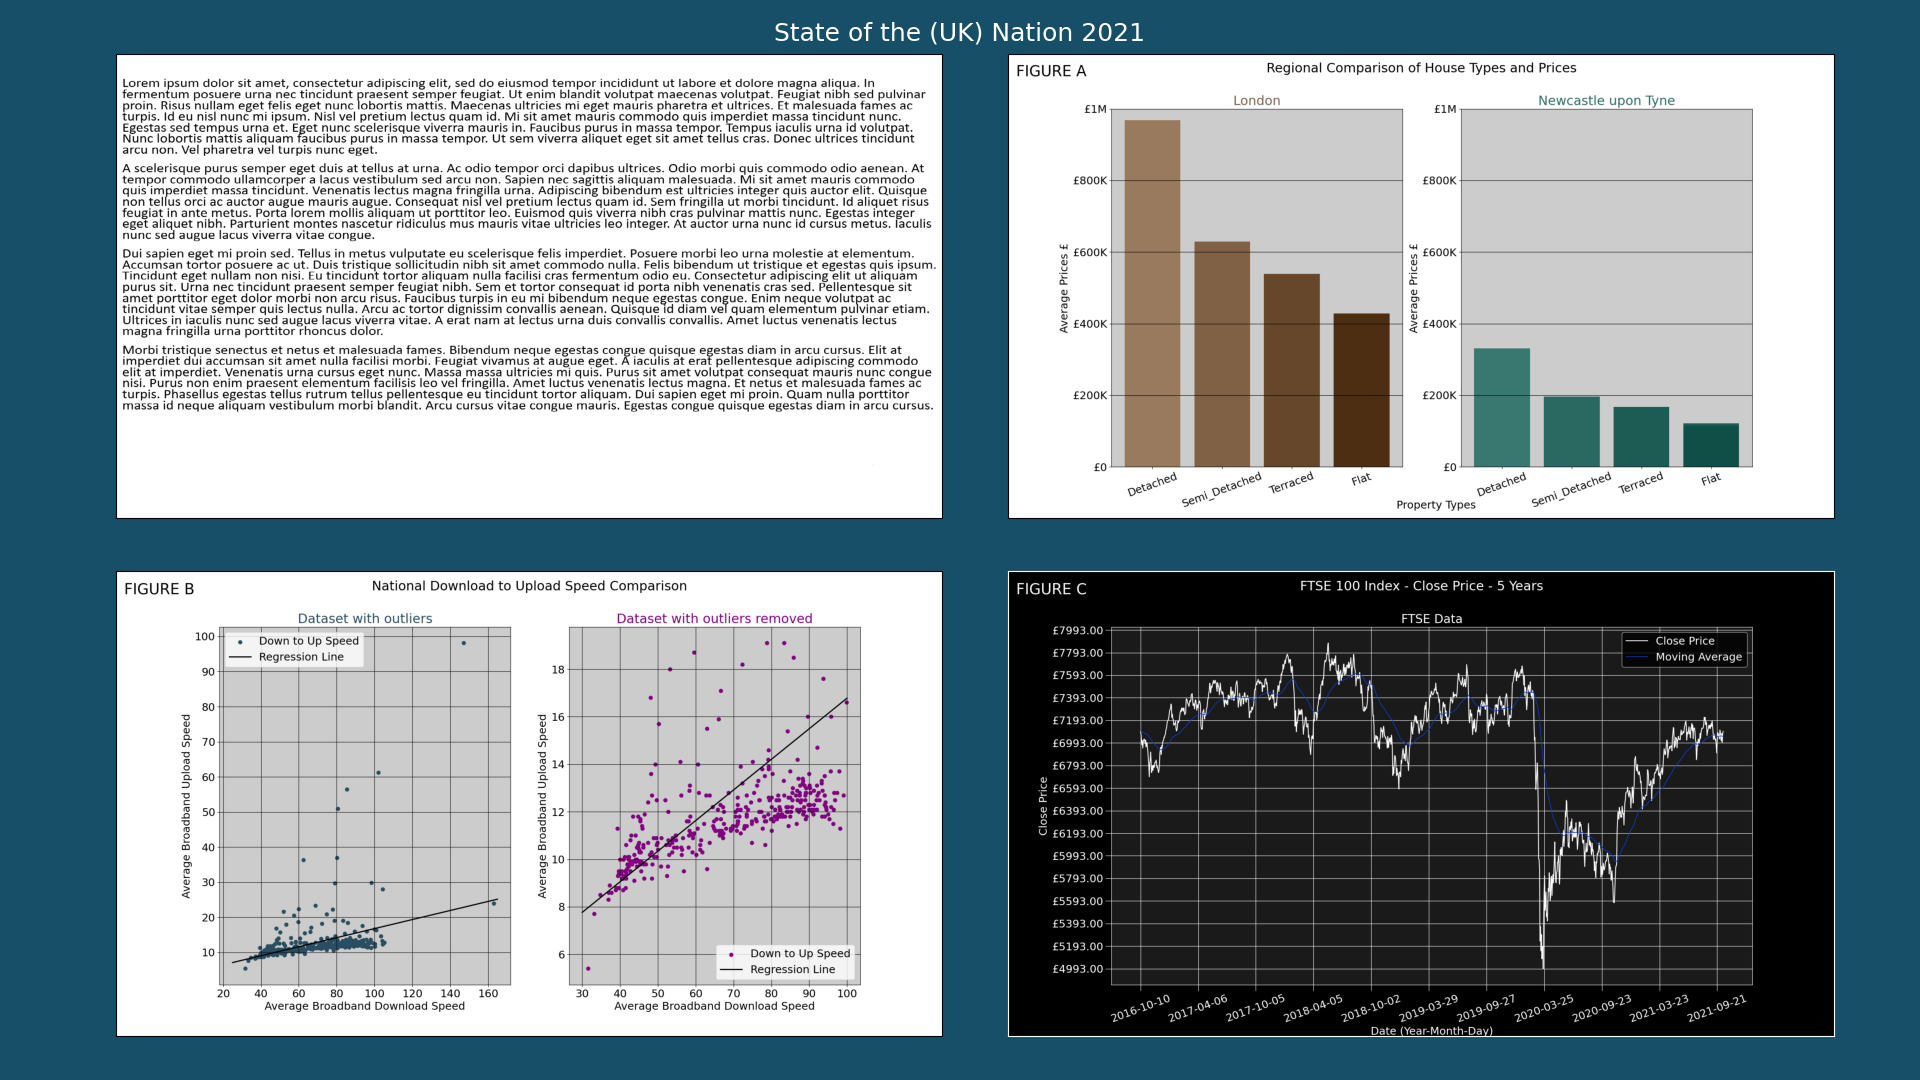 State of the (UK) Nation 2021
Lorem ipsum dolor sit amet, consectetur adipiscing elit, sed do eiusmod tempor incididunt ut labore et dolore magna aliqua. In
fermentum posuere urna nec tincidunt praesent semper feugiat. Ut enim blandit volutpat maecenas volutpat. Feugiat nibh sed pulvinar
proin. Risus nullam eget felis eget nunc lobortis mattis. Maecenas ultricies mi eget mauris pharetra et ultrices. Et malesuada fames ac
turpis. Id eu nisl nunc mi ipsum. Nisl vel pretium lectus quam id. Mi sit amet mauris commodo quis imperdiet massa tincidunt nunc.
Egestas sed tempus urna et. Eget nunc scelerisque viverra mauris in. Faucibus purus in massa tempor. Tempus iaculis urna id volutpat.
Nunc lobortis mattis aliquam faucibus purus in massa tempor. Ut sem viverra aliquet eget sit amet tellus cras. Donec ultrices tincidunt
arcu non. Vel pharetra vel turpis nunc eget.
A scelerisque purus semper eget duis at tellus at urna. Ac odio tempor orci dapibus ultrices. Odio morbi quis commodo odio aenean. At
tempor commodo ullamcorper a lacus vestibulum sed arcu non. Sapien nec sagittis aliquam malesuada. Mi sit amet mauris commodo
quis imperdiet massa tincidunt. Venenatis lectus magna fringilla urna. Adipiscing bibendum est ultricies integer quis auctor elit. Quisque
non tellus orci ac auctor augue mauris augue. Consequat nisl vel pretium lectus quam id. Sem fringilla ut morbi tincidunt. Id aliquet risus
feugiat in ante metus. Porta lorem mollis aliquam ut porttitor leo. Euismod quis viverra nibh cras pulvinar mattis nunc. Egestas integer
eget aliquet nibh. Parturient montes nascetur ridiculus mus mauris vitae ultricies leo integer. At auctor urna nunc id cursus metus. Iaculis
nunc sed augue lacus viverra vitae congue.
Dui sapien eget mi proin sed. Tellus in metus vulputate eu scelerisque felis imperdiet. Posuere morbi leo urna molestie at elementum.
Accumsan tortor posuere ac ut. Duis tristique sollicitudin nibh sit amet commodo nulla. Felis bibendum ut tristique et egestas quis ipsum.
Tincidunt eget nullam non nisi. Eu tincidunt tortor aliquam nulla facilisi cras fermentum odio eu. Consectetur adipiscing elit ut aliquam
purus sit. Urna nec tincidunt praesent semper feugiat nibh. Sem et tortor consequat id porta nibh venenatis cras sed. Pellentesque sit
amet porttitor eget dolor morbi non arcu risus. Faucibus turpis in eu mi bibendum neque egestas congue. Enim neque volutpat ac
tincidunt vitae semper quis lectus nulla. Arcu ac tortor dignissim convallis aenean. Quisque id diam vel quam elementum pulvinar etiam.
Ultrices in iaculis nunc sed augue lacus viverra vitae. A erat nam at lectus urna duis convallis convallis. Amet luctus venenatis lectus
magna fringilla urna porttitor rhoncus dolor.
Morbi tristique senectus et netus et malesuada fames. Bibendum neque egestas congue quisque egestas diam in arcu cursus. Elit at
imperdiet dui accumsan sit amet nulla facilisi morbi. Feugiat vivamus at augue eget. A iaculis at erat pellentesque adipiscing commodo
elit at imperdiet. Venenatis urna cursus eget nunc. Massa massa ultricies mi quis. Purus sit amet volutpat consequat mauris nunc congue
nisi. Purus non enim praesent elementum facilisis leo vel fringilla. Amet luctus venenatis lectus magna. Et netus et malesuada fames ac
turpis. Phasellus egestas tellus rutrum tellus pellentesque eu tincidunt tortor aliquam. Dui sapien eget mi proin. Quam nulla porttitor
massa id neque aliquam vestibulum morbi blandit. Arcu cursus vitae congue mauris. Egestas congue quisque egestas diam in arcu cursus.
FIGURE A
Regional Comparison of House Types and Prices
London
Average Prices £
£1M
£800K
£600K
£400K
£200K
£0
Detached
Semi_Detached
Terraced
Flat
Newcastle upon Tyne
Average Prices £
£1M
£800K
£600K
£400K
£200K
£0
Detached
Semi_Detached
Terraced
Flat
Property Types
FIGURE B
National Download to Upload Speed Comparison
Dataset with outliers
Down to Up Speed
Regression Line
Average Broadband Upload Speed
100
90
80
70
60
50
40
30
20
10
20 40 60 80 100 120 140 160
Average Broadband Download Speed
Dataset with outliers removed
Average Broadband Upload Speed
18
16
14
12
10
8
6
Down to Up Speed
Regression Line
30 40 50 60 70 80 90 100
Average Broadband Download Speed
FIGURE C
FTSE 100 Index - Close Price - 5 Years
FTSE Data
Close Price
Moving Average
Close Price
£7993.00
£7793.00
£7593.00
£7393.00
£7193.00
£6993.00
£6793.00
£6593.00
£6393.00
£6193.00
£5993.00
£5793.00
£5593.00
£5393.00
£5193.00
£4993.00
2016-10-10
2017-04-06
2017-10-05
2018-04-05
2018-10-02
2019-03-29
2019-09-27
2020-03-25
2020-09-23
2021-03-23
2021-09-21
Date (Year-Month-Day)